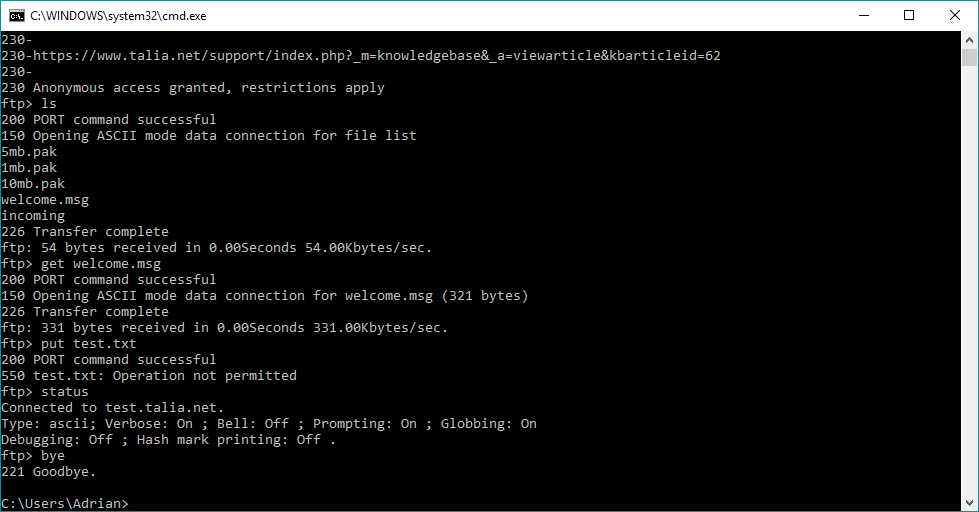 C:\WINDOWS\system32\cmd.exe
230-
230-https://www.talia.net/support/index.php?_m=knowledgebase&_a=viewarticle&kbarticleid=62
230-
230 Anonymous access granted, restrictions apply
ftp> ls
200 PORT command successful
150 Opening ASCII mode data connection for file list
5mb.pak
1mb.pak
10mb.pak
welcome.msg
incoming
226 Transfer complete
ftp: 54 bytes received in 0.00Seconds 54.00Kbytes/sec.
ftp> get welcome.msg
200 PORT command successful
150 Opening ASCII mode data connection for welcome.msg (321 bytes)
226 Transfer complete
ftp: 331 bytes received in 0.00Seconds 331.00Kbytes/sec.
ftp> put test.txt
200 PORT command successful
550 test.txt: Operation not permitted
ftp> status
Connected to test.talia.net.
Type: ascii; Verbose: On ; Bell: Off ; Prompting: On ; Globbing: On
Debugging: Off ; Hash mark printing: Off .
ftp> bye
221 Goodbye.
C:\Users\Adrian>